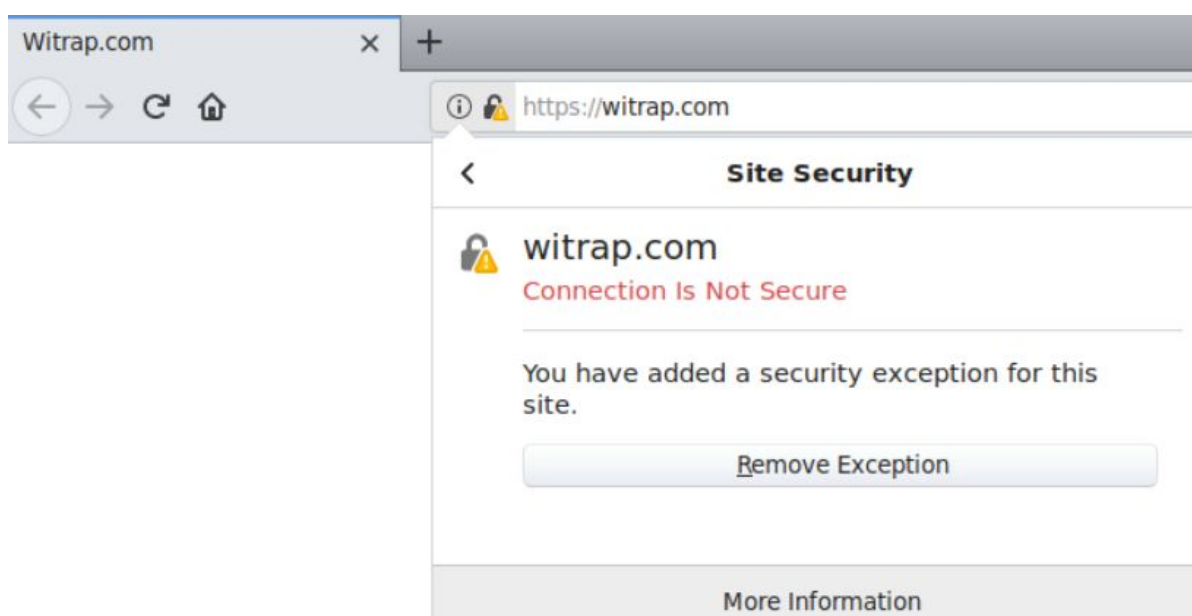 Witrap.com
https://witrap.com
Site Security
witrap.com
Connection Is Not Secure
You have added a security exception for this
site.
Remove Exception
More Information